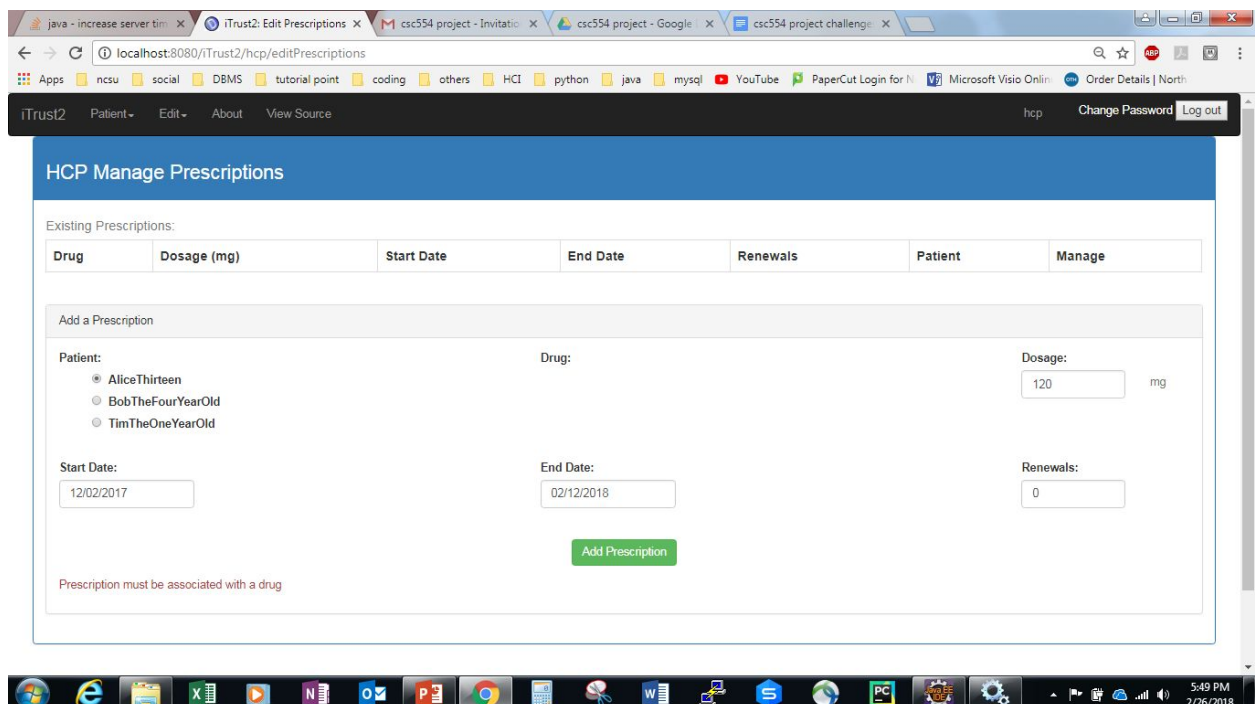 java - increase server tim
iTrust2: Edit Prescriptions
csc554 project - Invitatio
csc554 project - Google
csc554 project challenge
localhost:8080/iTrust2/hcp/editPrescriptions
Apps ncsu social DBMS tutorial point coding others HCI python java mysql YouTube PaperCut Login for N Microsoft Visio Onlin Order Details | North
iTrust2 Patient Edit About View Source hcp Change Password Log out
HCP Manage Prescriptions
Existing Prescriptions:
Drug Dosage (mg) Start Date End Date Renewals Patient Manage
Add a Prescription
Patient: Drug: Dosage:
AliceThirteen 120 mg
BobTheFourYearOld
TimTheOneYearOld
Start Date: End Date: Renewals:
12/02/2017 02/12/2018 0
Add Prescription
Prescription must be associated with a drug
5:49 PM
2/26/2018